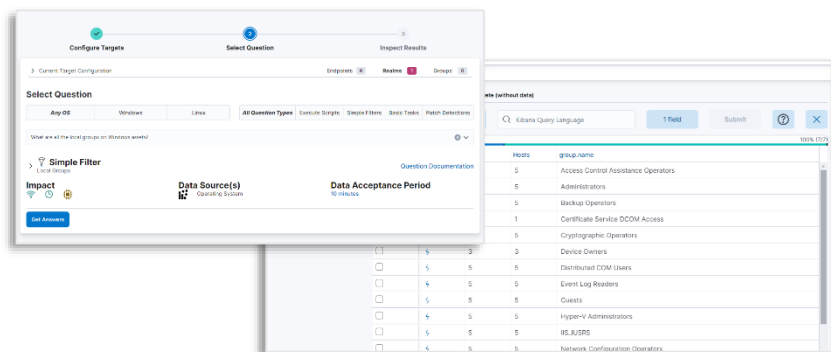 2
3
Configure Targets
Select Question
Inspect Results
Current Target Configuration
Endpoints 0 Realms 1 Groups 0
Select Question
Any OS Windows Linux All Question Types Execute Scripts Simple Filters Basic Tasks Patch Detections
What are all the local groups on Windows assets?
Simple Filter
Local Groups
Question Documentation
Impact
Data Source(s)
Operating System
Data Acceptance Period
10 minutes
Get Answers
(without data)
Kibana Query Language
1 field
Submit
100% (7/7)
Hosts group.name
5 Access Control Assistance Operators
5 Administrators
5 Backup Operators
1 Certificate Service DCOM Access
5 Cryptographic Operators
3 3 Device Owners
5 5 Distributed COM Users
5 5 Event Log Readers
5 5 Guests
5 5 Hyper-V Administrators
5 5 IIS_IUSRS
5 5 Network Configuration Operators